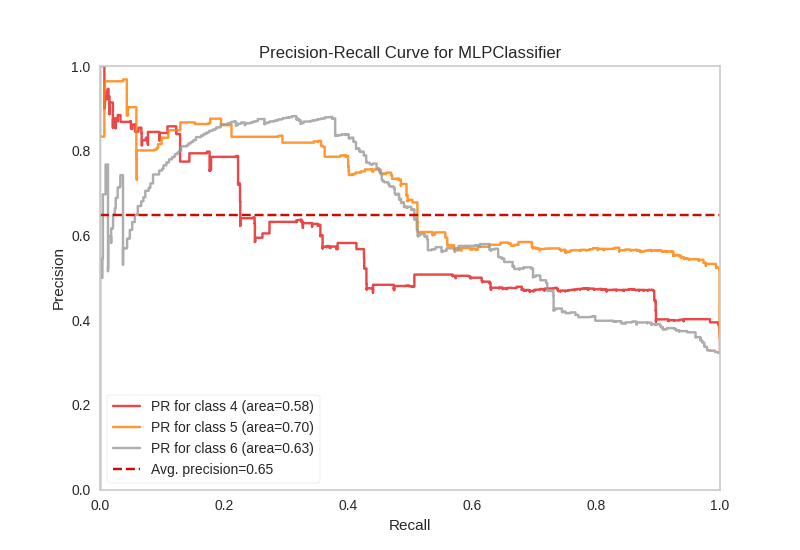 Precision-Recall Curve for MLPClassifier
1.0
0.8
0.6
0.4
0.2
0.0
Precision
PR for class 4 (area=0.58)
PR for class 5 (area=0.70)
PR for class 6 (area=0.63)
Avg. precision=0.65
0.0 0.2 0.4 0.6 0.8 1.0
Recall